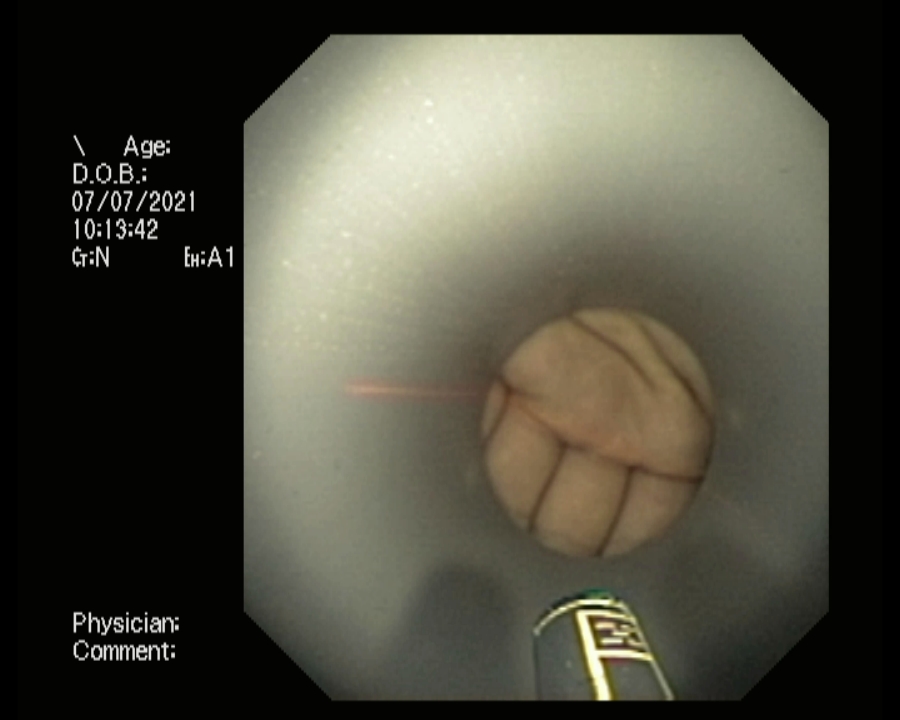 \ Age:
D.O.B.:
07/07/2021
10:13:42
Cr:N Eh:A1
Physician:
Comment: